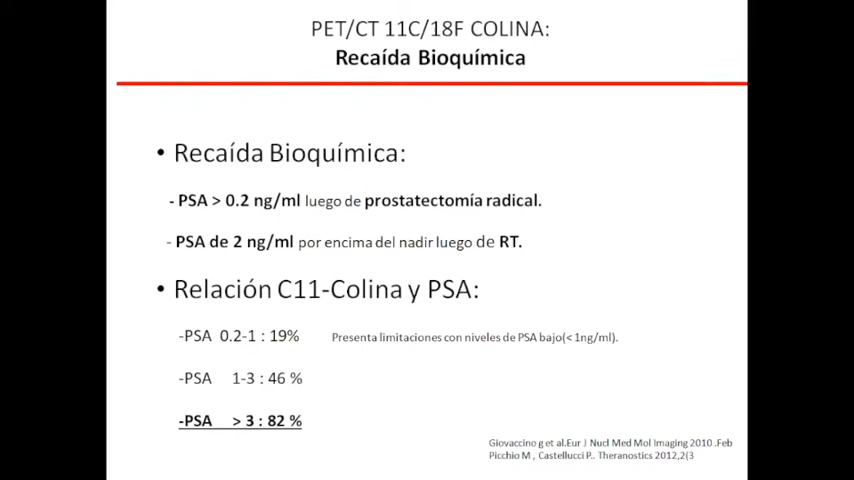 PET/CT 11C/18F COLINA:
Recaída Bioquímica
• Recaída Bioquímica:
- PSA > 0.2 ng/ml luego de prostatectomía radical.
- PSA de 2 ng/ml por encima del nadir luego de RT.
• Relación C11-Colina y PSA:
-PSA 0.2-1 : 19% Presenta limitaciones con niveles de PSA bajo(< 1ng/ml).
-PSA 1-3 : 46 %
-PSA > 3 : 82 %
Giovaccino g et al.Eur J Nucl Med Mol Imaging 2010 .Feb
Picchio M , Castellucci P.. Theranostics 2012,2(3